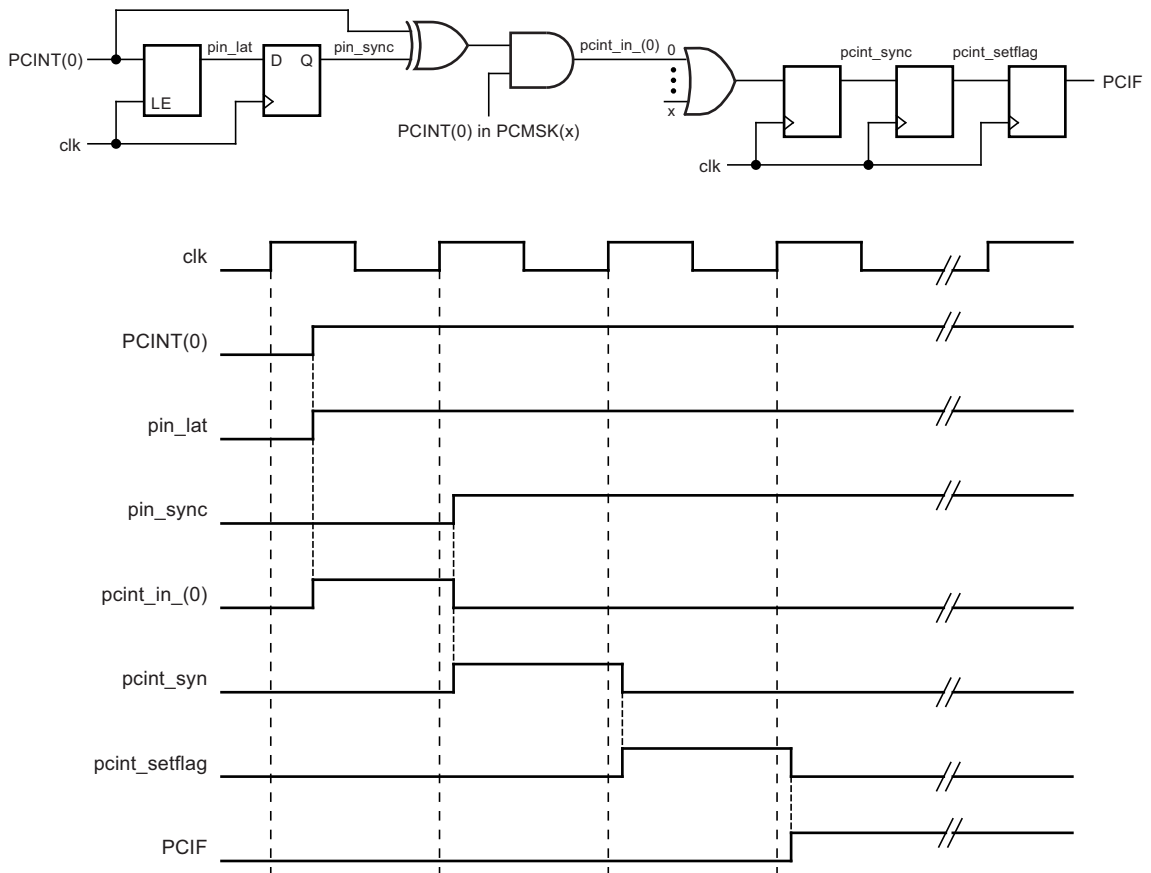 PCINT(0)
pin_lat
D Q
pin_sync
LE
clk
PCINT(0) in PCMSK(x)
pcint_in_(0)
0
x
pcint_sync
pcint_setflag
PCIF
clk
clk
PCINT(0)
pin_lat
pin_sync
pcint_in_(0)
pcint_syn
pcint_setflag
PCIF